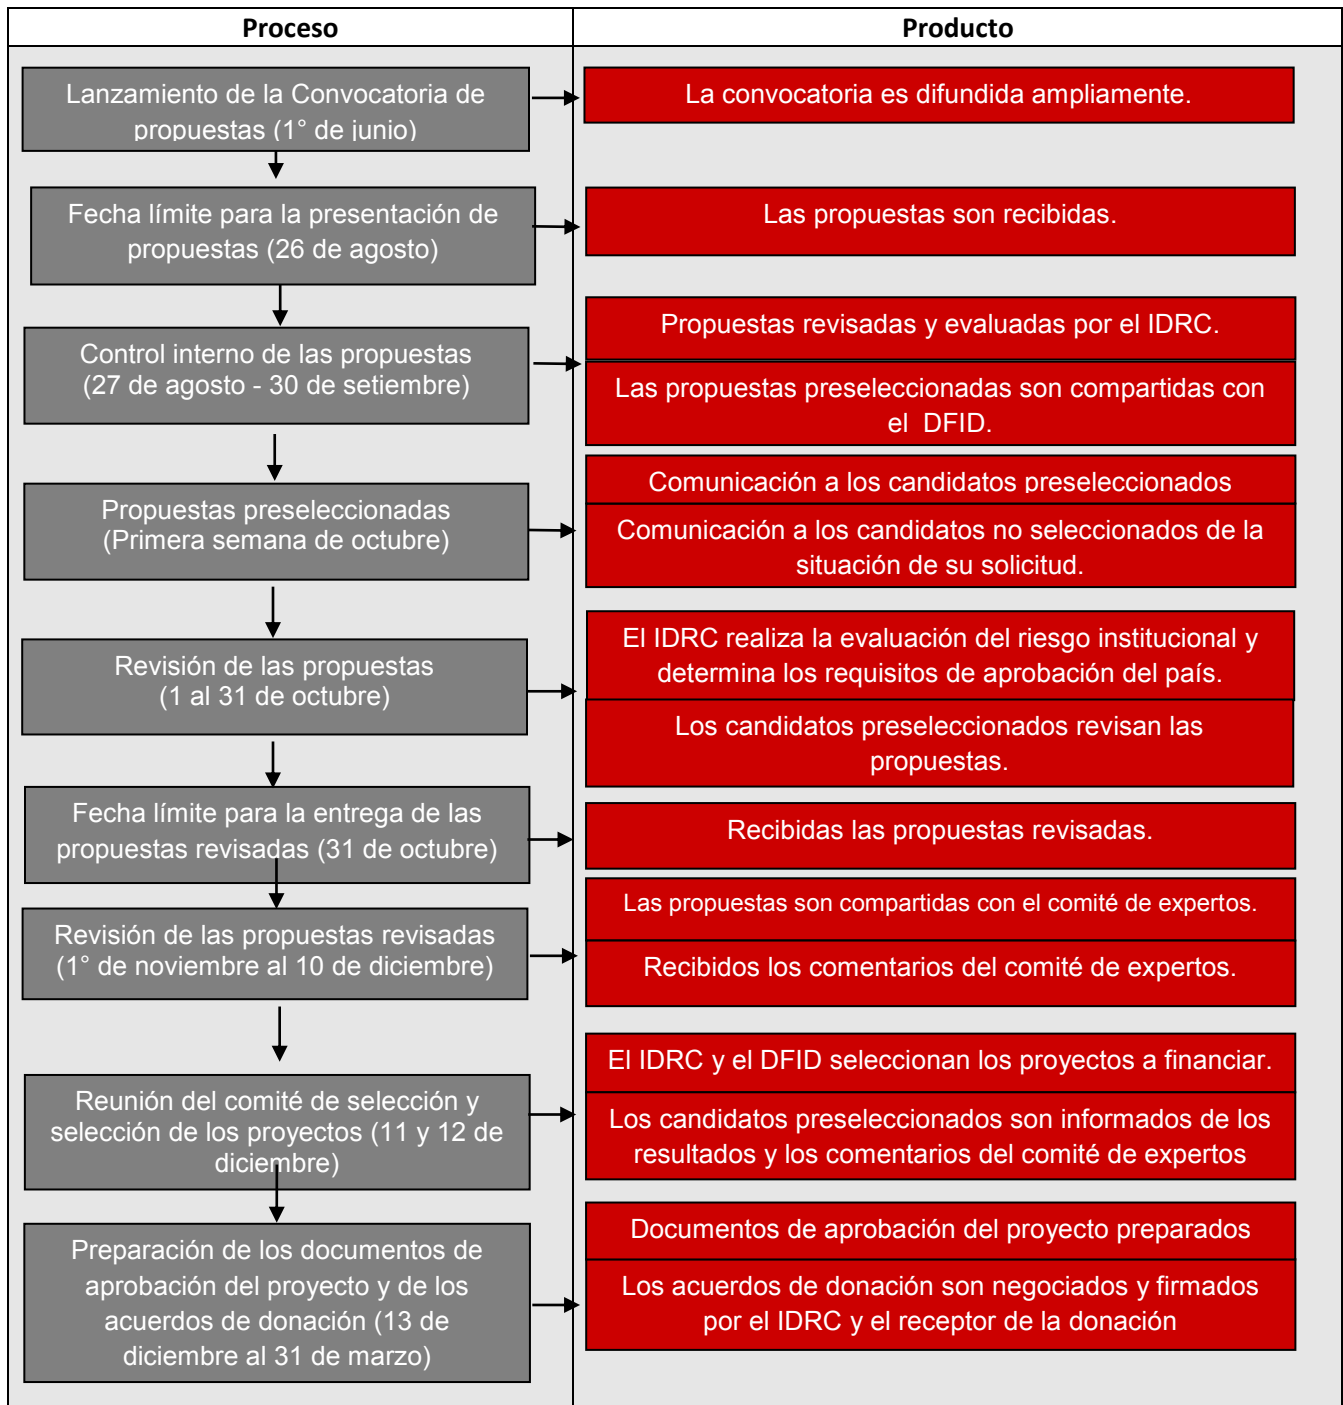 Proceso
Producto
Lanzamiento de la Convocatoria de
propuestas (1° de junio)
La convocatoria es difundida ampliamente.
Fecha límite para la presentación de
propuestas (26 de agosto)
Las propuestas son recibidas.
Control interno de las propuestas
(27 de agosto - 30 de setiembre)
Propuestas revisadas y evaluadas por el IDRC.
Las propuestas preseleccionadas son compartidas con
el DFID.
Propuestas preseleccionadas
(Primera semana de octubre)
Comunicación a los candidatos preseleccionados
Comunicación a los candidatos no seleccionados de la
situación de su solicitud.
Revisión de las propuestas
(1 al 31 de octubre)
El IDRC realiza la evaluación del riesgo institucional y
determina los requisitos de aprobación del país.
Los candidatos preseleccionados revisan las
propuestas.
Fecha límite para la entrega de las
propuestas revisadas (31 de octubre)
Recibidas las propuestas revisadas.
Revisión de las propuestas revisadas
(1° de noviembre al 10 de diciembre)
Las propuestas son compartidas con el comité de expertos.
Recibidos los comentarios del comité de expertos.
Reunión del comité de selección y
selección de los proyectos (11 y 12 de
diciembre)
El IDRC y el DFID seleccionan los proyectos a financiar.
Los candidatos preseleccionados son informados de los
resultados y los comentarios del comité de expertos
Preparación de los documentos de
aprobación del proyecto y de los
acuerdos de donación (13 de
diciembre al 31 de marzo)
Documentos de aprobación del proyecto preparados
Los acuerdos de donación son negociados y firmados
por el IDRC y el receptor de la donación